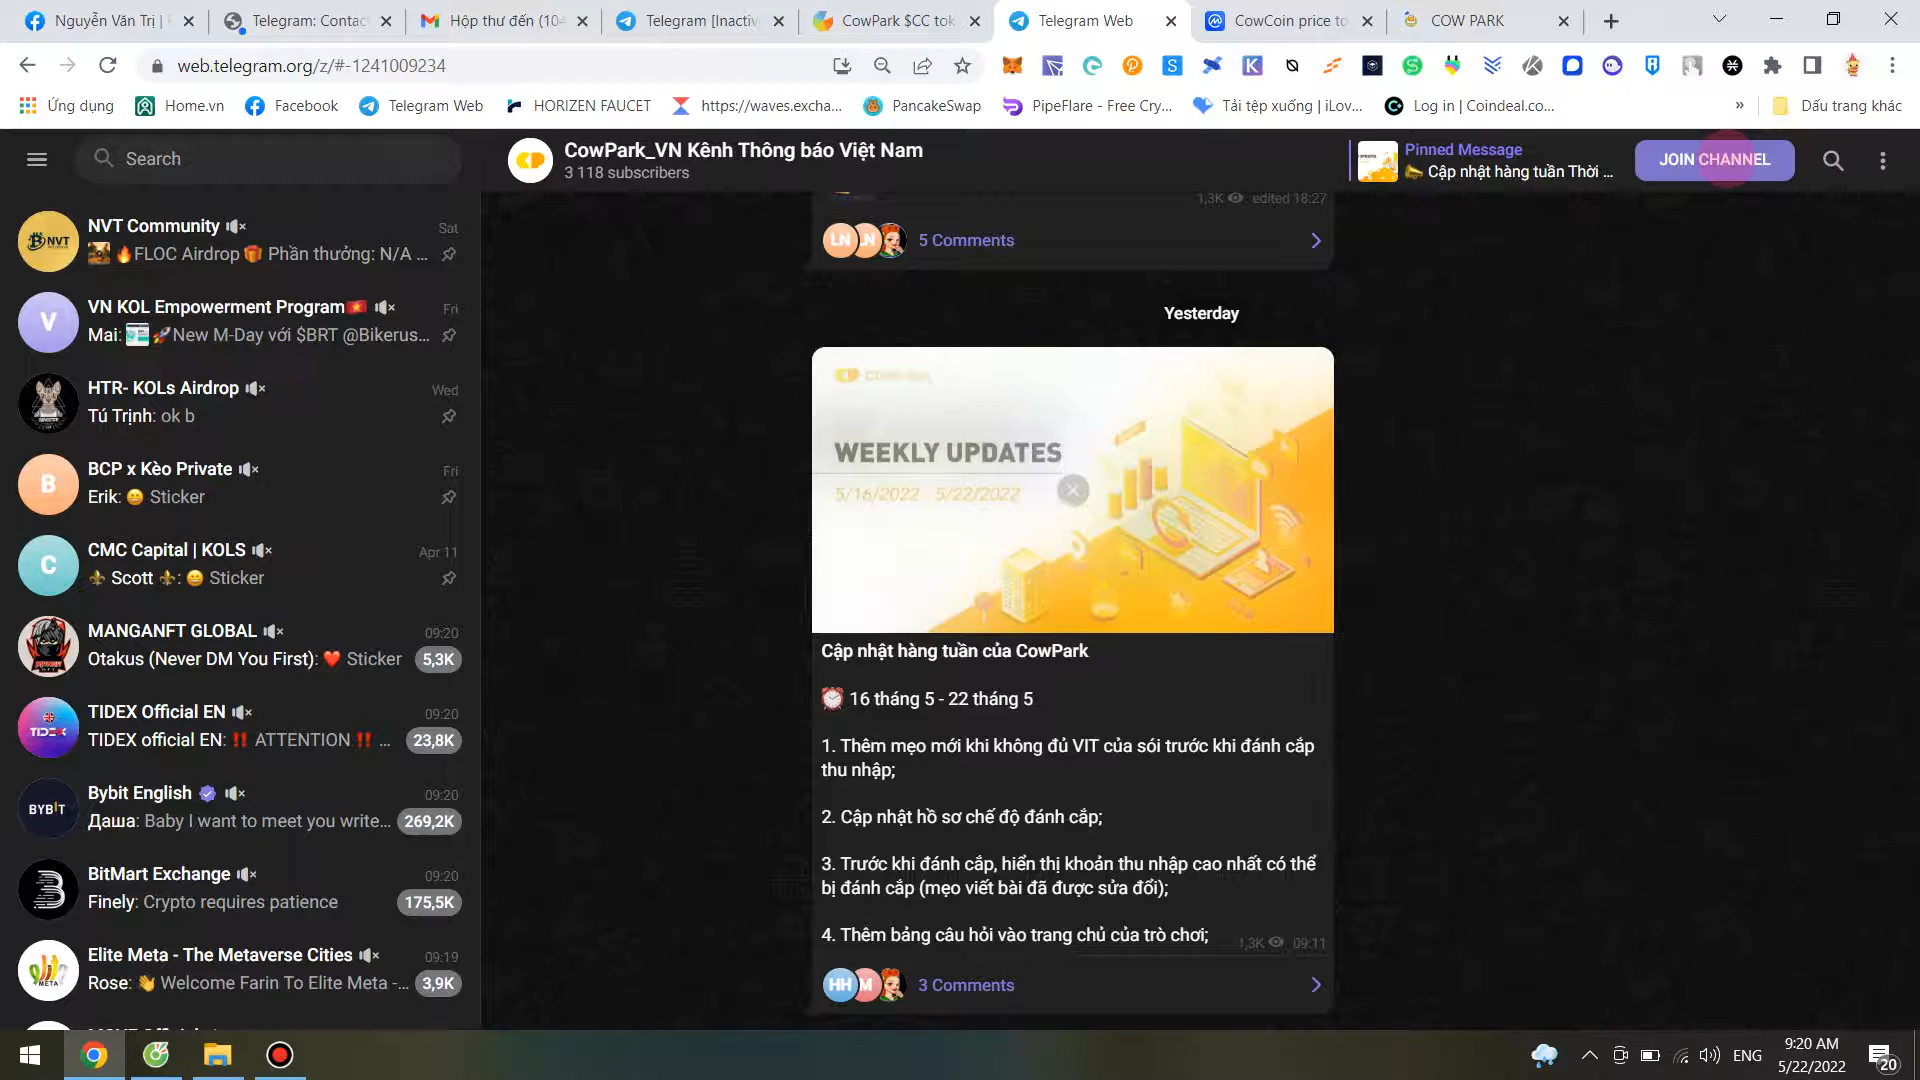 Nguyễn Văn Trị |
Telegram: Contac
Hộp thư đến (10
Telegram [Inactiv
CowPark $CC tok
Telegram Web
CowCoin price to
COW PARK
web.telegram.org/z/#-1241009234
Ứng dụng
Home.vn
Facebook
Telegram Web
HORIZEN FAUCET
https://waves.excha...
PancakeSwap
PipeFlare - Free Cry...
Tải tệp xuống | iLov...
Log in | Coindeal.co...
»
Dấu trang khác
Search
CowPark_VN Kênh Thông báo Việt Nam
3 118 subscribers
Pinned Message
Cập nhật hàng tuần Thời ...
JOIN CHANNEL
NVT Community
Sat
🔥FLOC Airdrop 🎁 Phần thưởng: N/A ...
VN KOL Empowerment Program🇻🇳
Fri
Mai: 🚀New M-Day với $BRT @Bikerus...
HTR- KOLs Airdrop
Wed
Tú Trịnh: ok b
BCP x Kèo Private
Fri
Erik: 😄 Sticker
CMC Capital | KOLS
Apr 11
⚜️ Scott ⚜️: 😄 Sticker
MANGANFT GLOBAL
09:20
Otakus (Never DM You First): ❤️ Sticker
5,3K
TIDEX Official EN
09:20
TIDEX official EN: ‼️ ATTENTION ‼️ ...
23,8K
Bybit English
09:20
Даша: Baby I want to meet you write...
269,2K
BitMart Exchange
09:20
Finely: Crypto requires patience
175,5K
Elite Meta - The Metaverse Cities
09:19
Rose: 👋 Welcome Farin To Elite Meta -...
3,9K
NVT
V
B
C
TIDEX
BYBIT
META
1,3K edited 18:27
LN LN
5 Comments
Yesterday
WEEKLY UPDATES
5/16/2022 5/22/2022
Cập nhật hàng tuần của CowPark
⏰ 16 tháng 5 - 22 tháng 5
1. Thêm mẹo mới khi không đủ VIT của sói trước khi đánh cắp
thu nhập;
2. Cập nhật hồ sơ chế độ đánh cắp;
3. Trước khi đánh cắp, hiển thị khoản thu nhập cao nhất có thể
bị đánh cắp (mẹo viết bài đã được sửa đổi);
4. Thêm bảng câu hỏi vào trang chủ của trò chơi;
1,3K 09:11
HH M
3 Comments
ENG
9:20 AM
5/22/2022
20